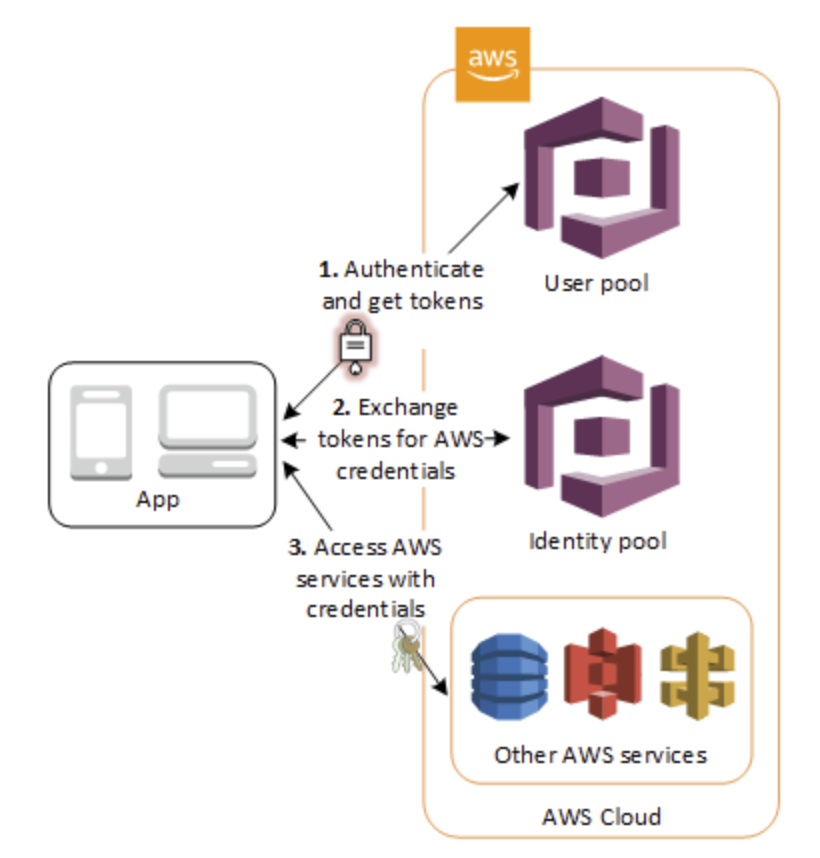 aws
1. Authenticate
and get tokens
User pool
2. Exchange
tokens for AWS
credentials
App
Identity pool
3. Access AWS
services with
credentials
Other AWS services
AWS Cloud